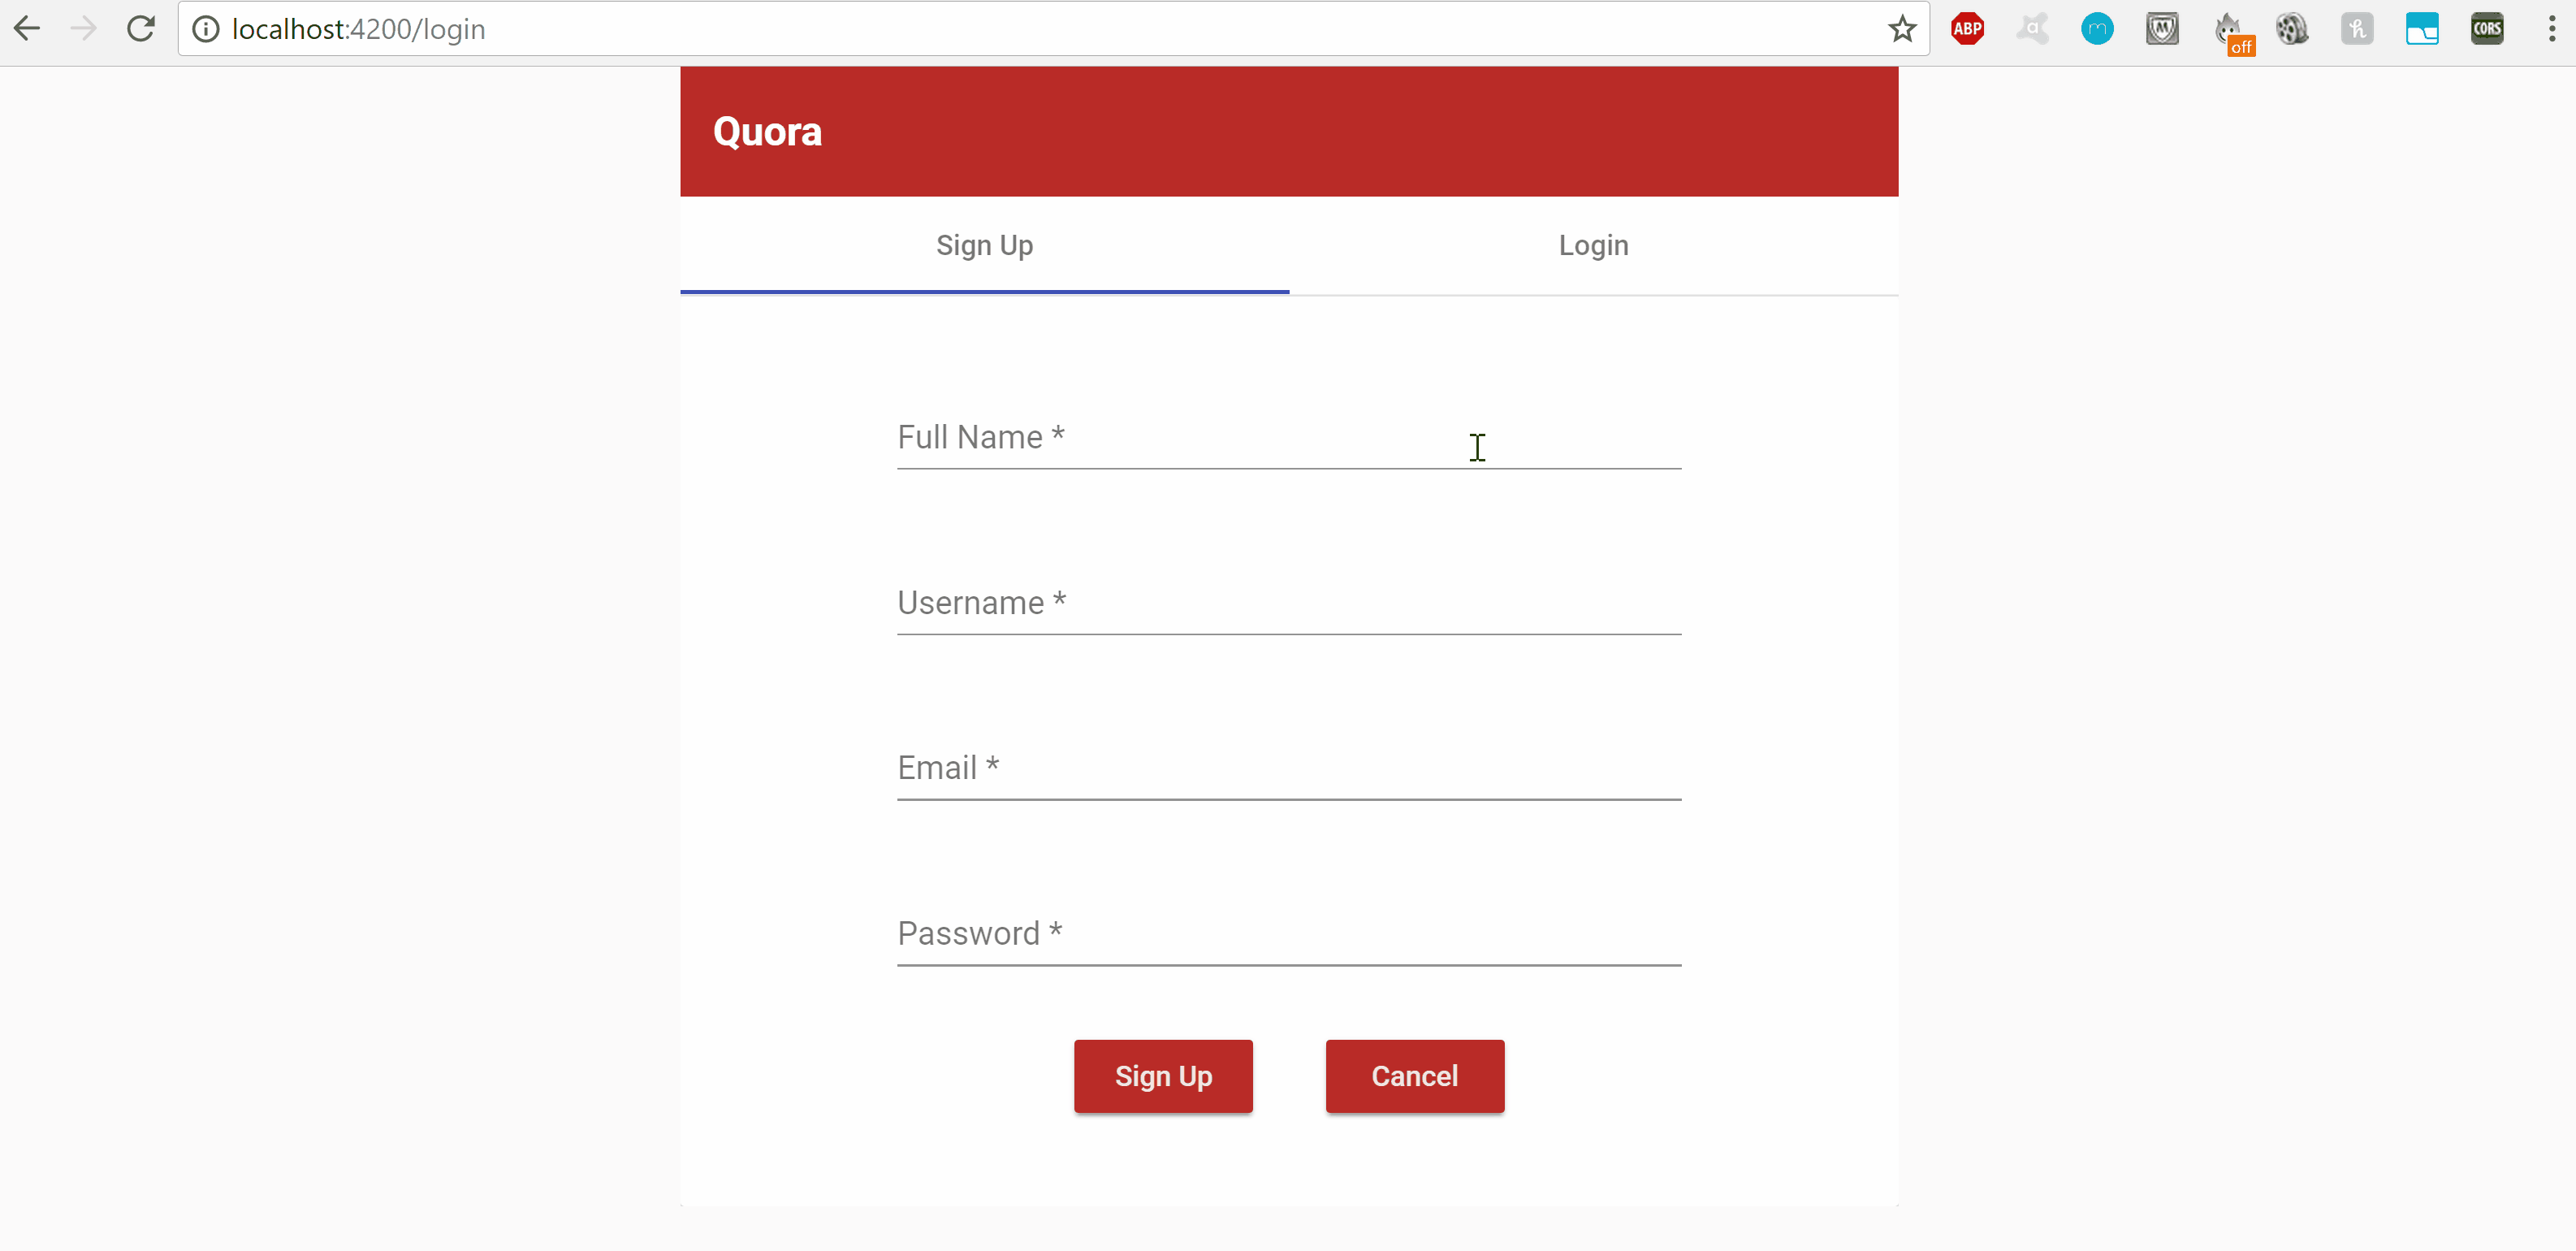 localhost:4200/login
ABP
a
m
M
off
h
CORS
Quora
Sign Up Login
Full Name *
Username *
Email *
Password *
Sign Up Cancel